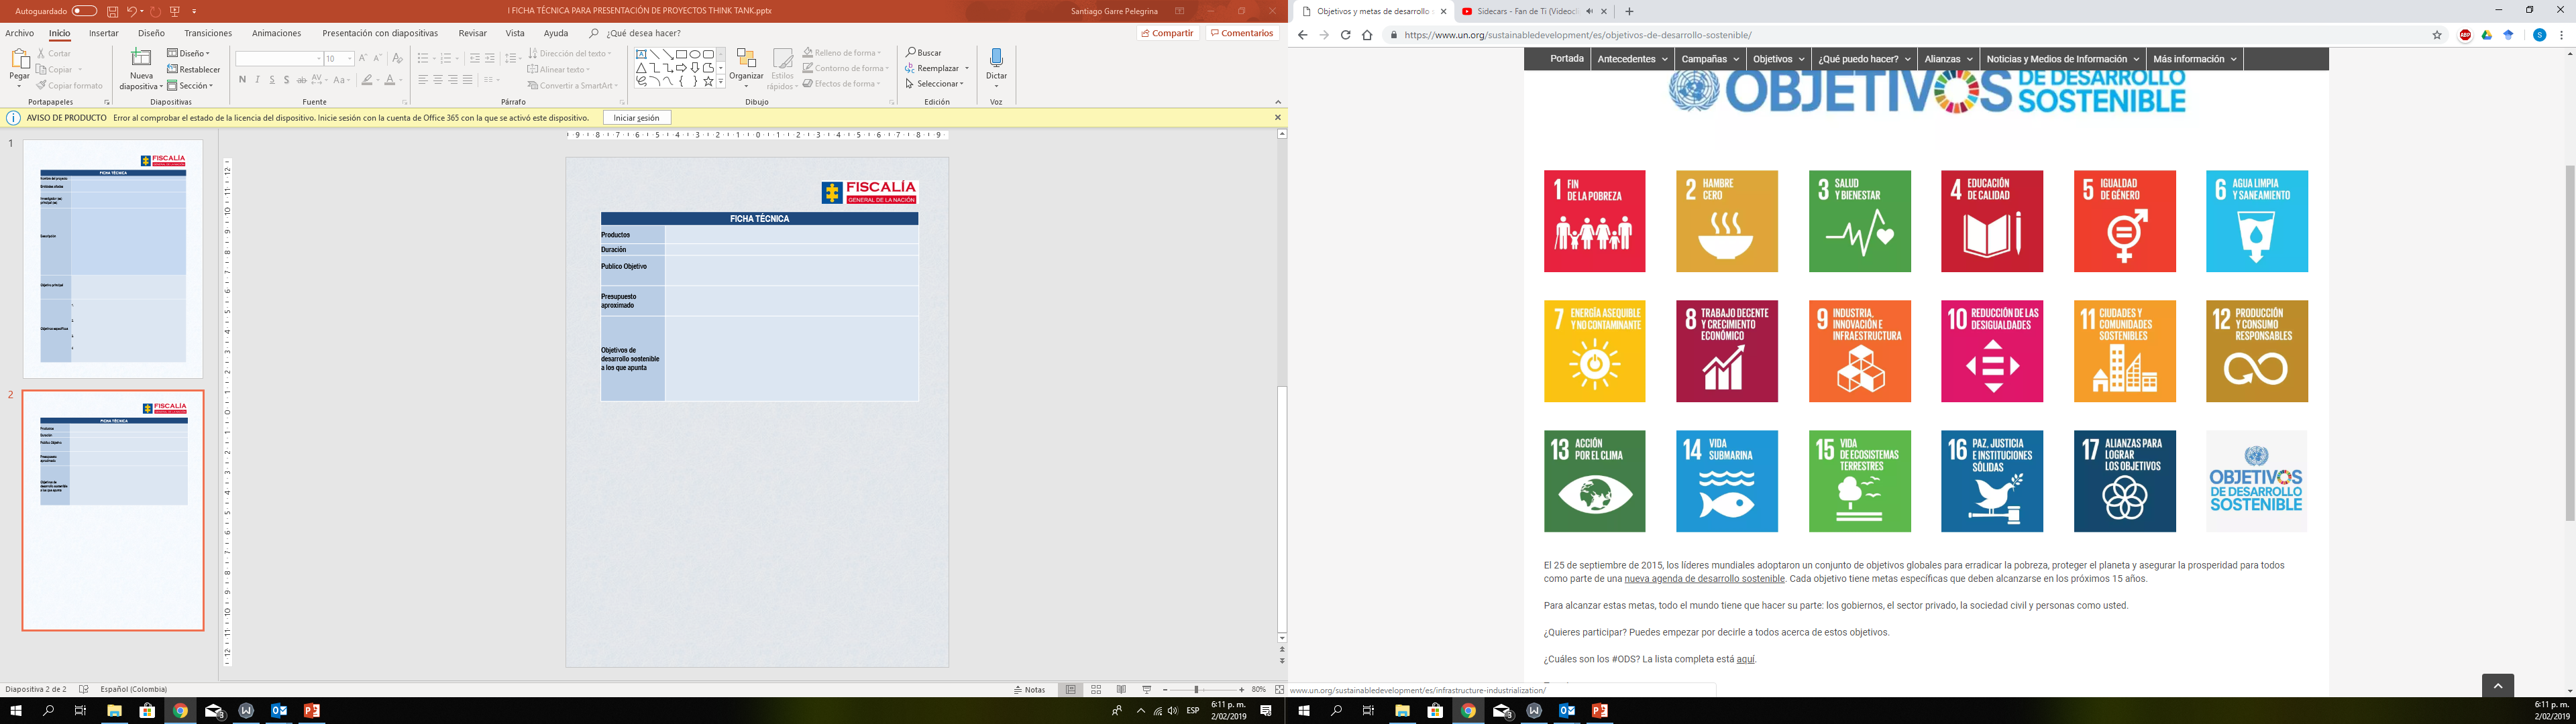 Autoguardado
I FICHA TÉCNICA PARA PRESENTACIÓN DE PROYECTOS THINK TANK.pptx
Santiago Garre Pelegrina
Archivo Inicio Insertar Diseño Transiciones Animaciones Presentación con diapositivas Revisar Vista Ayuda ¿Qué desea hacer?
Compartir Comentarios
Pegar
Cortar
Copiar
Copiar formato
Portapapeles
Nueva
diapositiva
Diseño
Restablecer
Sección
Diapositivas
10
N K S S
Fuente
Dirección del texto
Alinear texto
Convertir a SmartArt
Párrafo
Organizar
Estilos
rápidos
Relleno de forma
Contorno de forma
Efectos de forma
Dibujo
Buscar
Reemplazar
Seleccionar
Edición
Dictar
Voz
AVISO DE PRODUCTO Error al comprobar el estado de la licencia del dispositivo. Inicie sesión con la cuenta de Office 365 con la que se activó este dispositivo. Iniciar sesión
1
FISCALÍA
FICHA TÉCNICA
2
FISCALÍA
FICHA TÉCNICA
FISCALÍA
GENERAL DE LA NACIÓN
FICHA TÉCNICA
Productos
Duración
Publico Objetivo
Presupuesto
aproximado
Objetivos de
desarrollo sostenible
a los que apunta
Diapositiva 2 de 2 Español (Colombia)
Notas 80%
ESP
6:11 p. m.
2/02/2019
Objetivos y metas de desarrollo
Sidecars - Fan de Ti (Videocli
https://www.un.org/sustainabledevelopment/es/objetivos-de-desarrollo-sostenible/
Portada Antecedentes Campañas Objetivos ¿Qué puedo hacer? Alianzas Noticias y Medios de Información Más información
OBJETIVOS DE DESARROLLO
SOSTENIBLE
1 FIN
DE LA POBREZA
2 HAMBRE
CERO
3 SALUD
Y BIENESTAR
4 EDUCACIÓN
DE CALIDAD
5 IGUALDAD
DE GÉNERO
6 AGUA LIMPIA
Y SANEAMIENTO
7 ENERGÍA ASEQUIBLE
Y NO CONTAMINANTE
8 TRABAJO DECENTE
Y CRECIMIENTO
ECONÓMICO
9 INDUSTRIA,
INNOVACIÓN E
INFRAESTRUCTURA
10 REDUCCIÓN DE LAS
DESIGUALDADES
11 CIUDADES Y
COMUNIDADES
SOSTENIBLES
12 PRODUCCIÓN
Y CONSUMO
RESPONSABLES
13 ACCIÓN
POR EL CLIMA
14 VIDA
SUBMARINA
15 VIDA
DE ECOSISTEMAS
TERRESTRES
16 PAZ, JUSTICIA
E INSTITUCIONES
SÓLIDAS
17 ALIANZAS PARA
LOGRAR
LOS OBJETIVOS
OBJETIVOS
DE DESARROLLO
SOSTENIBLE
El 25 de septiembre de 2015, los líderes mundiales adoptaron un conjunto de objetivos globales para erradicar la pobreza, proteger el planeta y asegurar la prosperidad para todos
como parte de una nueva agenda de desarrollo sostenible. Cada objetivo tiene metas específicas que deben alcanzarse en los próximos 15 años.
Para alcanzar estas metas, todo el mundo tiene que hacer su parte: los gobiernos, el sector privado, la sociedad civil y personas como usted.
¿Quieres participar? Puedes empezar por decirle a todos acerca de estos objetivos.
¿Cuáles son los #ODS? La lista completa está aquí.
www.un.org/sustainabledevelopment/es/infrastructure-industrialization/
6:11 p. m.
2/02/2019